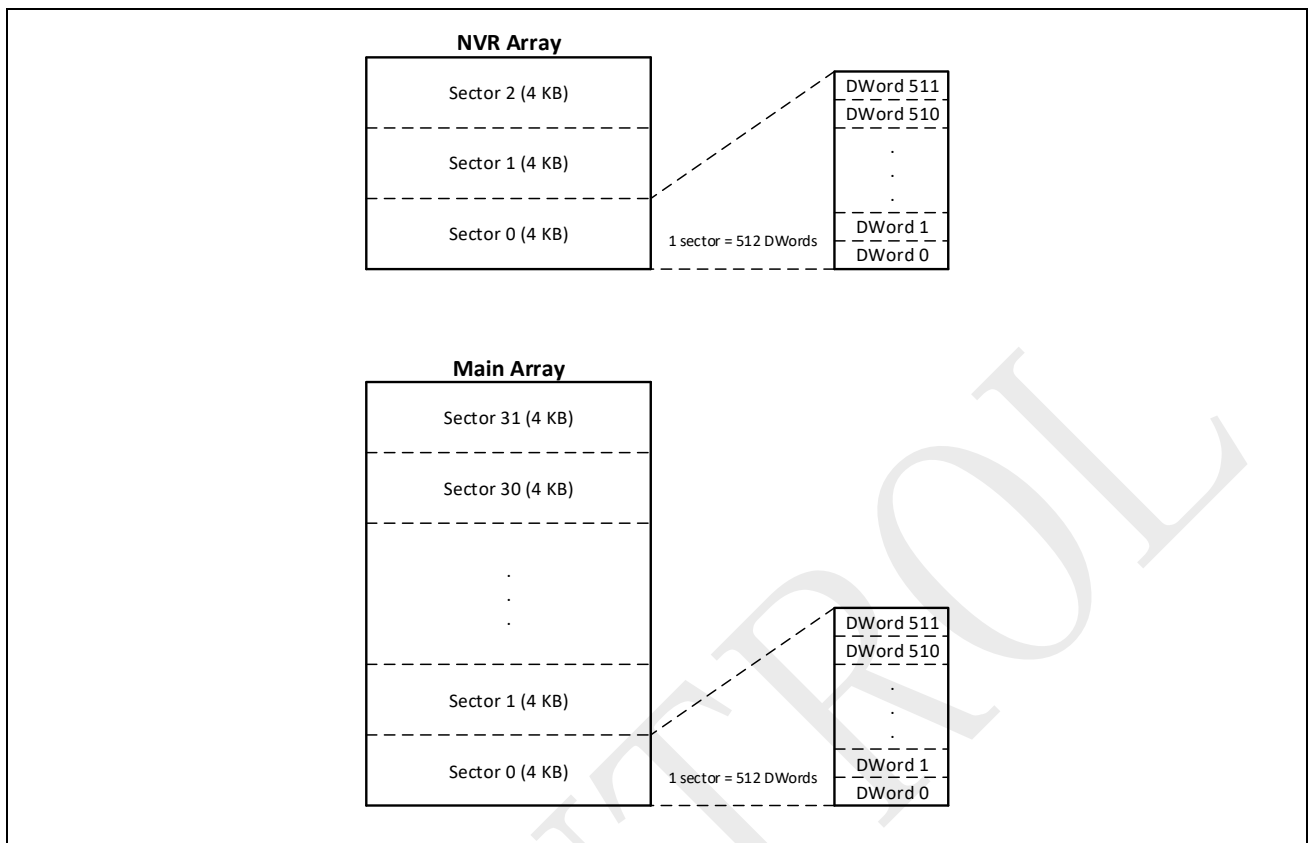 NVR Array
Sector 2 (4 KB)
Sector 1 (4 KB)
Sector 0 (4 KB)
1 sector = 512 DWords
DWord 511
DWord 510
.
.
.
DWord 1
DWord 0
Main Array
Sector 31 (4 KB)
Sector 30 (4 KB)
.
.
.
Sector 1 (4 KB)
Sector 0 (4 KB)
1 sector = 512 DWords
DWord 511
DWord 510
.
.
.
DWord 1
DWord 0
TROL